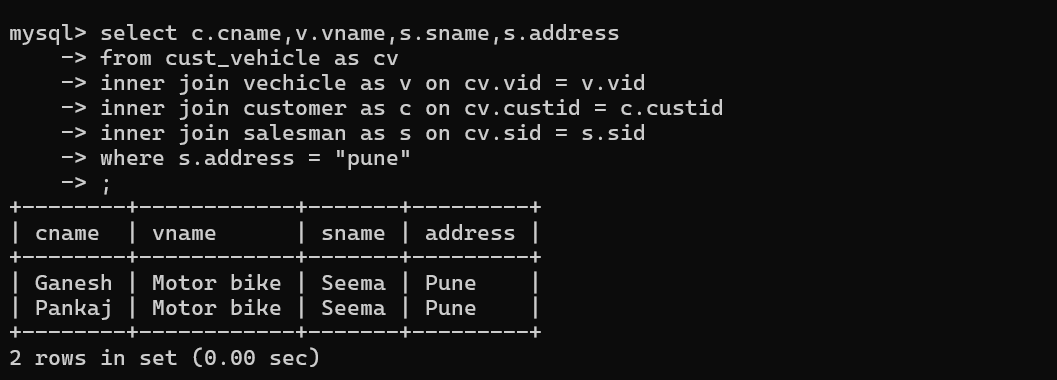 mysql> select c.cname,v.vname,s.sname,s.address
    -> from cust_vehicle as cv
    -> inner join vechicle as v on cv.vid = v.vid
    -> inner join customer as c on cv.custid = c.custid
    -> inner join salesman as s on cv.sid = s.sid
    -> where s.address = "pune"
    -> ;
+--------+------------+-------+---------+
| cname  | vname      | sname | address |
+--------+------------+-------+---------+
| Ganesh | Motor bike | Seema | Pune    |
| Pankaj | Motor bike | Seema | Pune    |
+--------+------------+-------+---------+
2 rows in set (0.00 sec)